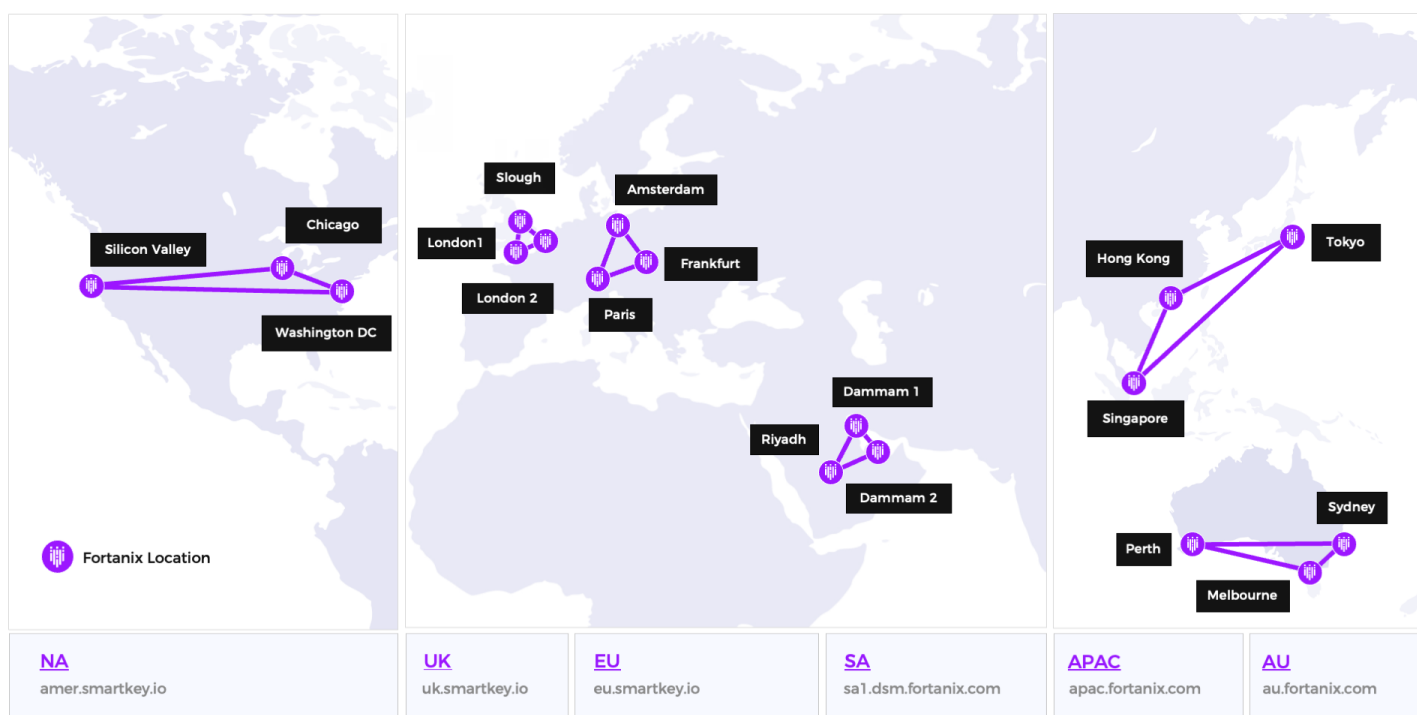 Silicon Valley
Chicago
Washington DC
Fortanix Location
Slough
London1
London 2
Amsterdam
Frankfurt
Paris
Dammam 1
Riyadh
Dammam 2
Tokyo
Hong Kong
Singapore
Sydney
Perth
Melbourne
NA
amer.smartkey.io
UK
uk.smartkey.io
EU
eu.smartkey.io
SA
sa1.dsm.fortanix.com
APAC
apac.fortanix.com
AU
au.fortanix.com